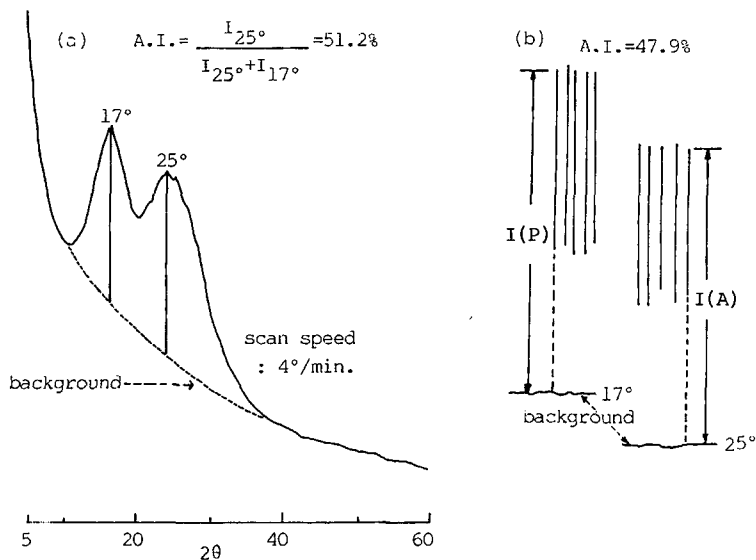 (a) A.I.= I25° / I25°+I17° =51.2%
17°
25°
scan speed
: 4°/min.
background
5 20 40 60
2θ
(b) A.I.=47.9%
I(P)
I(A)
17°
background
25°